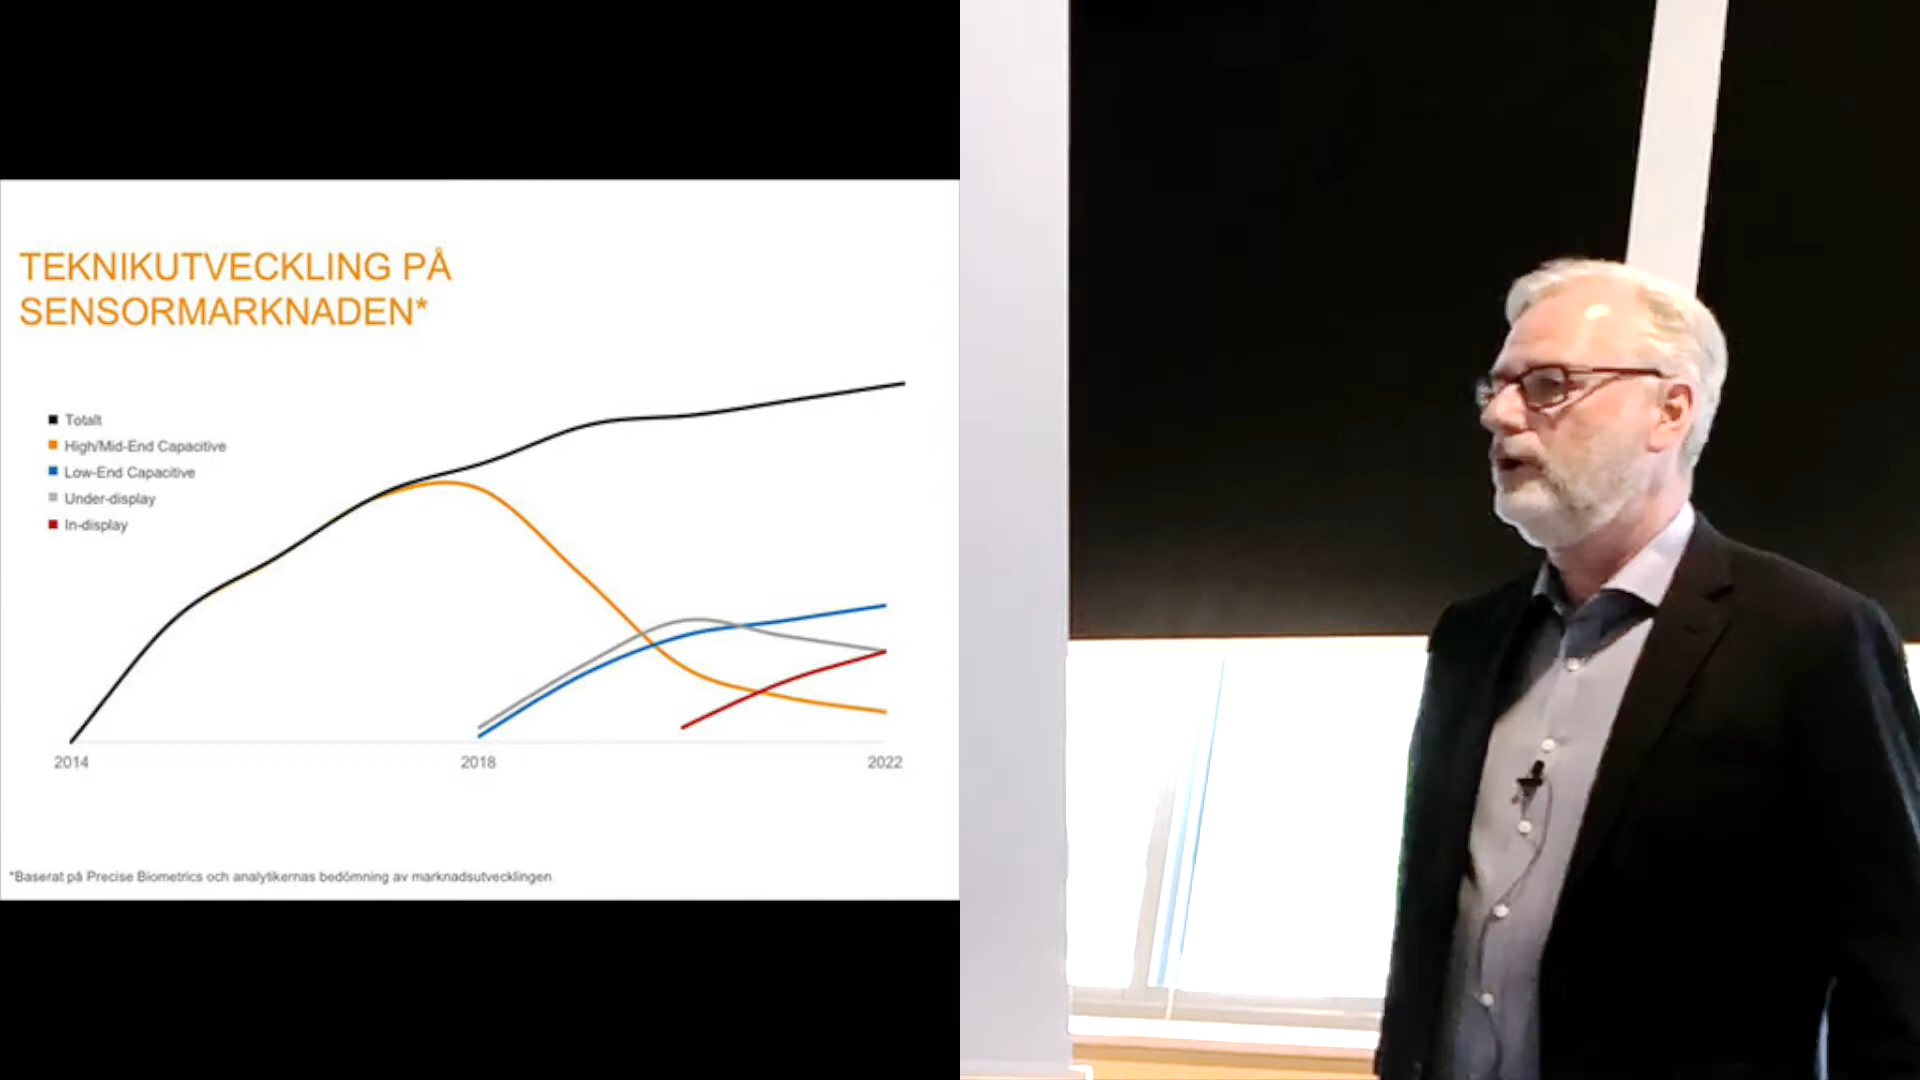 TEKNIKUTVECKLING PÅ
SENSORMARKNADEN*
Totalt
High/Mid-End Capacitive
Low-End Capacitive
Under-display
In-display
2014
2018
2022
*Baserat på Precise Biometrics och analytikernas bedömning av marknadsutvecklingen